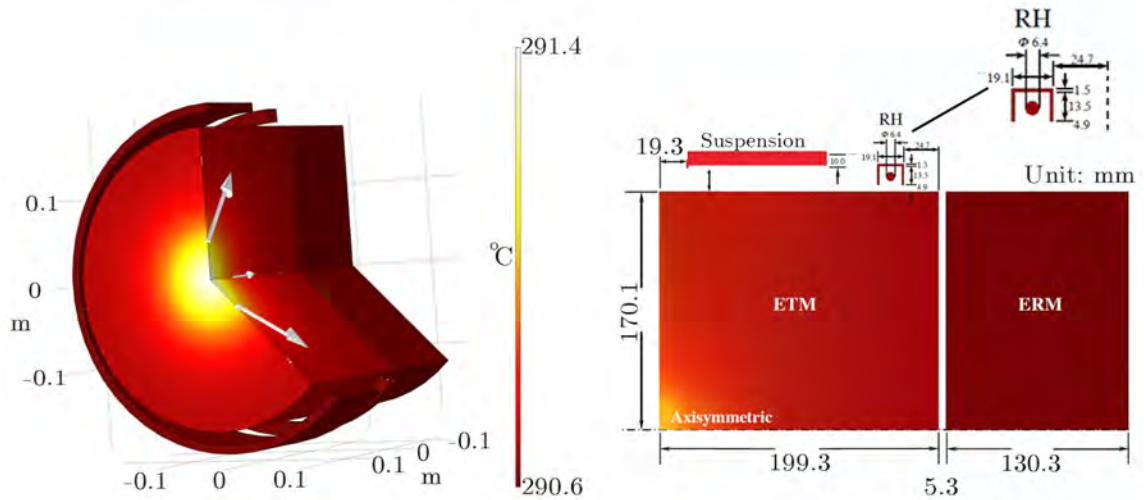 291.4
°C
290.6
0.1
0
m
-0.1
-0.1
0
0.1
0.1
0
-0.1
m
RH
Φ 6.4
24.7
19.1
1.5
13.5
4.9
RH
Φ 6.4
24.7
19.1
1.5
13.5
4.9
19.3
Suspension
10.0
Unit: mm
170.1
ETM
ERM
Axisymmetric
199.3
130.3
5.3